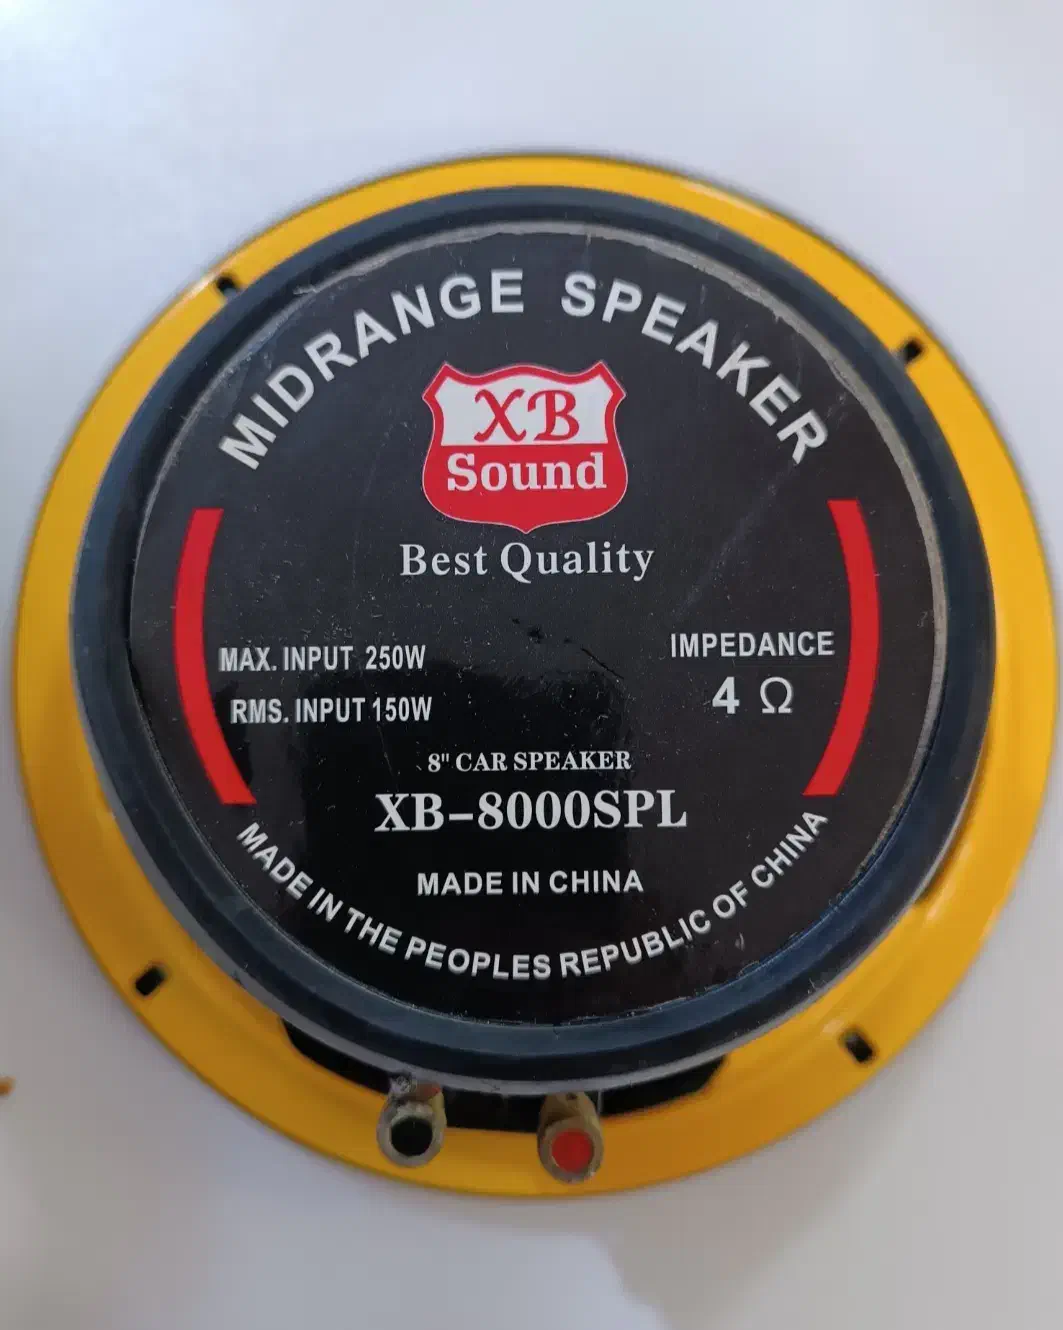 MIDRANGE SPEAKER
XB
Sound
Best Quality
MAX. INPUT 250W
RMS. INPUT 150W
IMPEDANCE
4 Ω
8" CAR SPEAKER
XB-8000SPL
MADE IN CHINA
MADE IN THE PEOPLES REPUBLIC OF CHINA